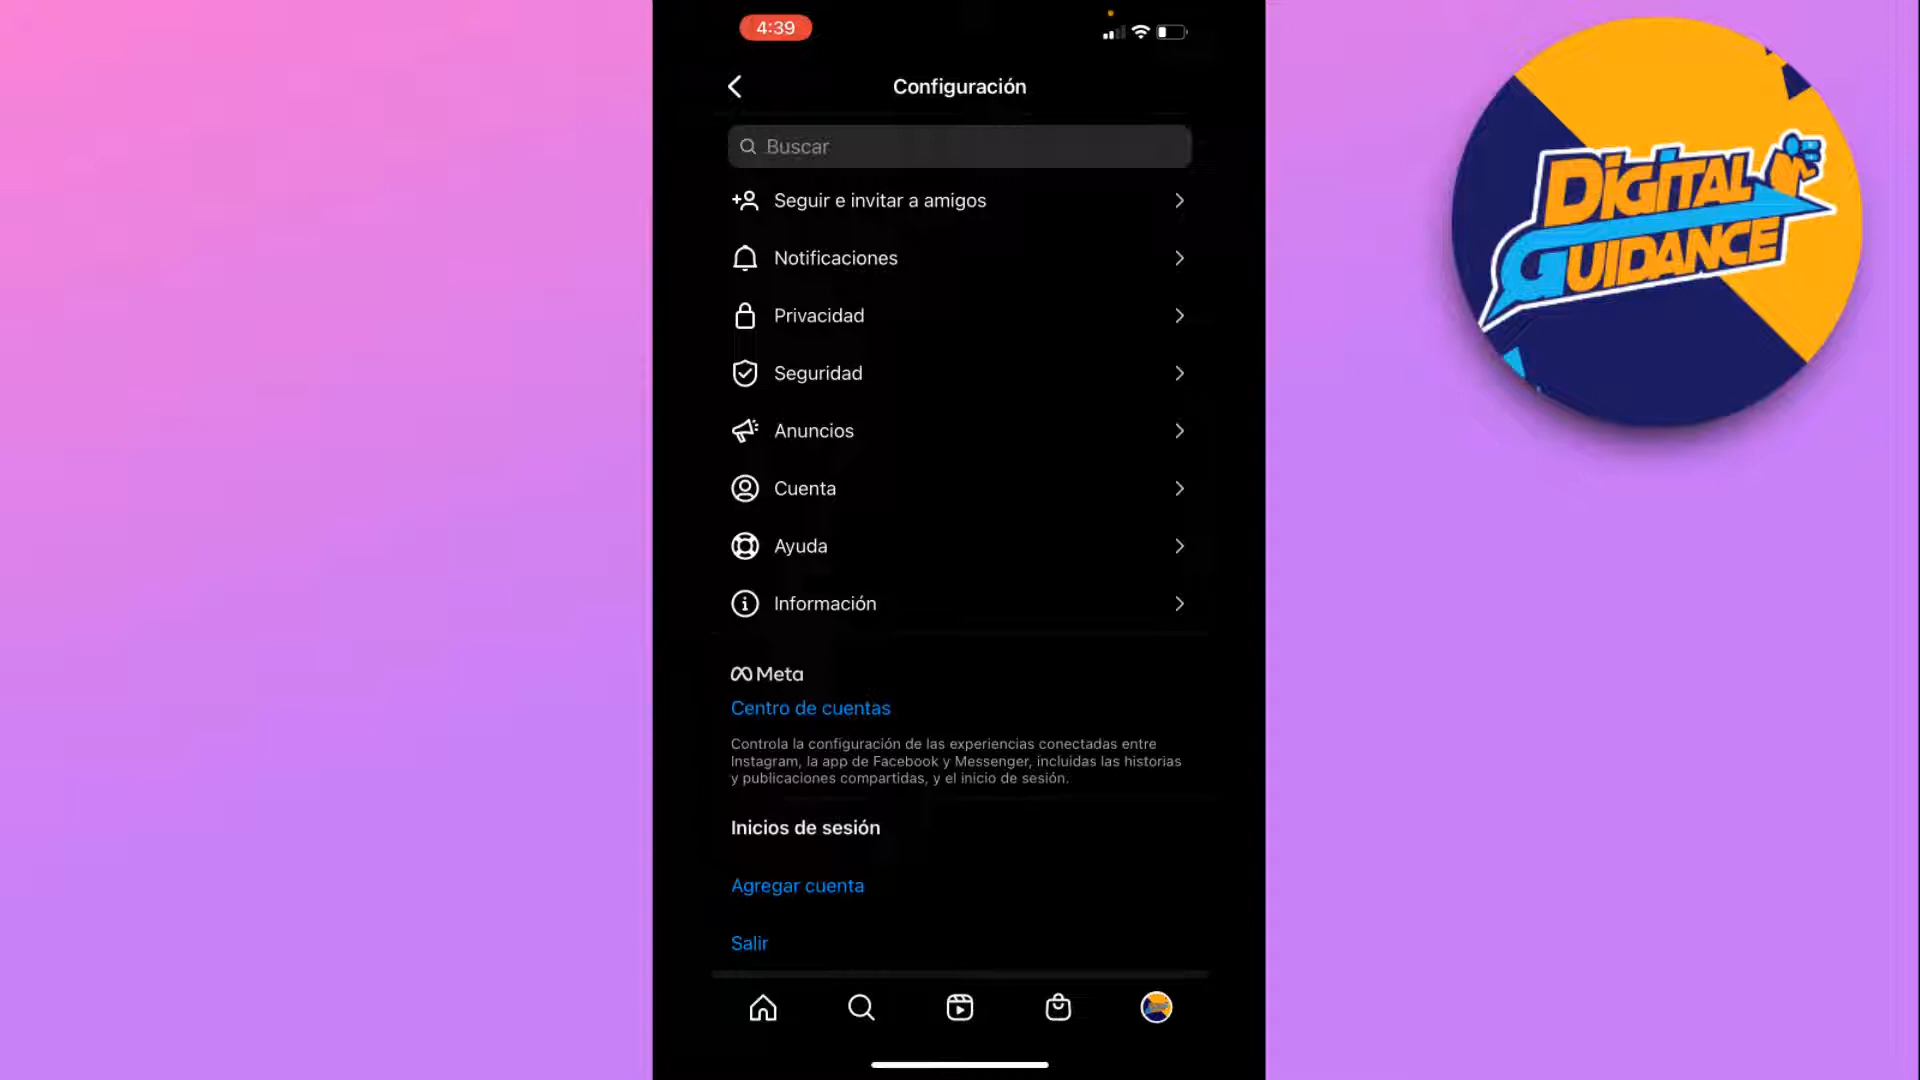 4:39
Configuración
Buscar
Seguir e invitar a amigos
Notificaciones
Privacidad
Seguridad
Anuncios
Cuenta
Ayuda
Información
Meta
Centro de cuentas
Controla la configuración de las experiencias conectadas entre
Instagram, la app de Facebook y Messenger, incluidas las historias
y publicaciones compartidas, y el inicio de sesión.
Inicios de sesión
Agregar cuenta
Salir
DIGITAL
GUIDANCE